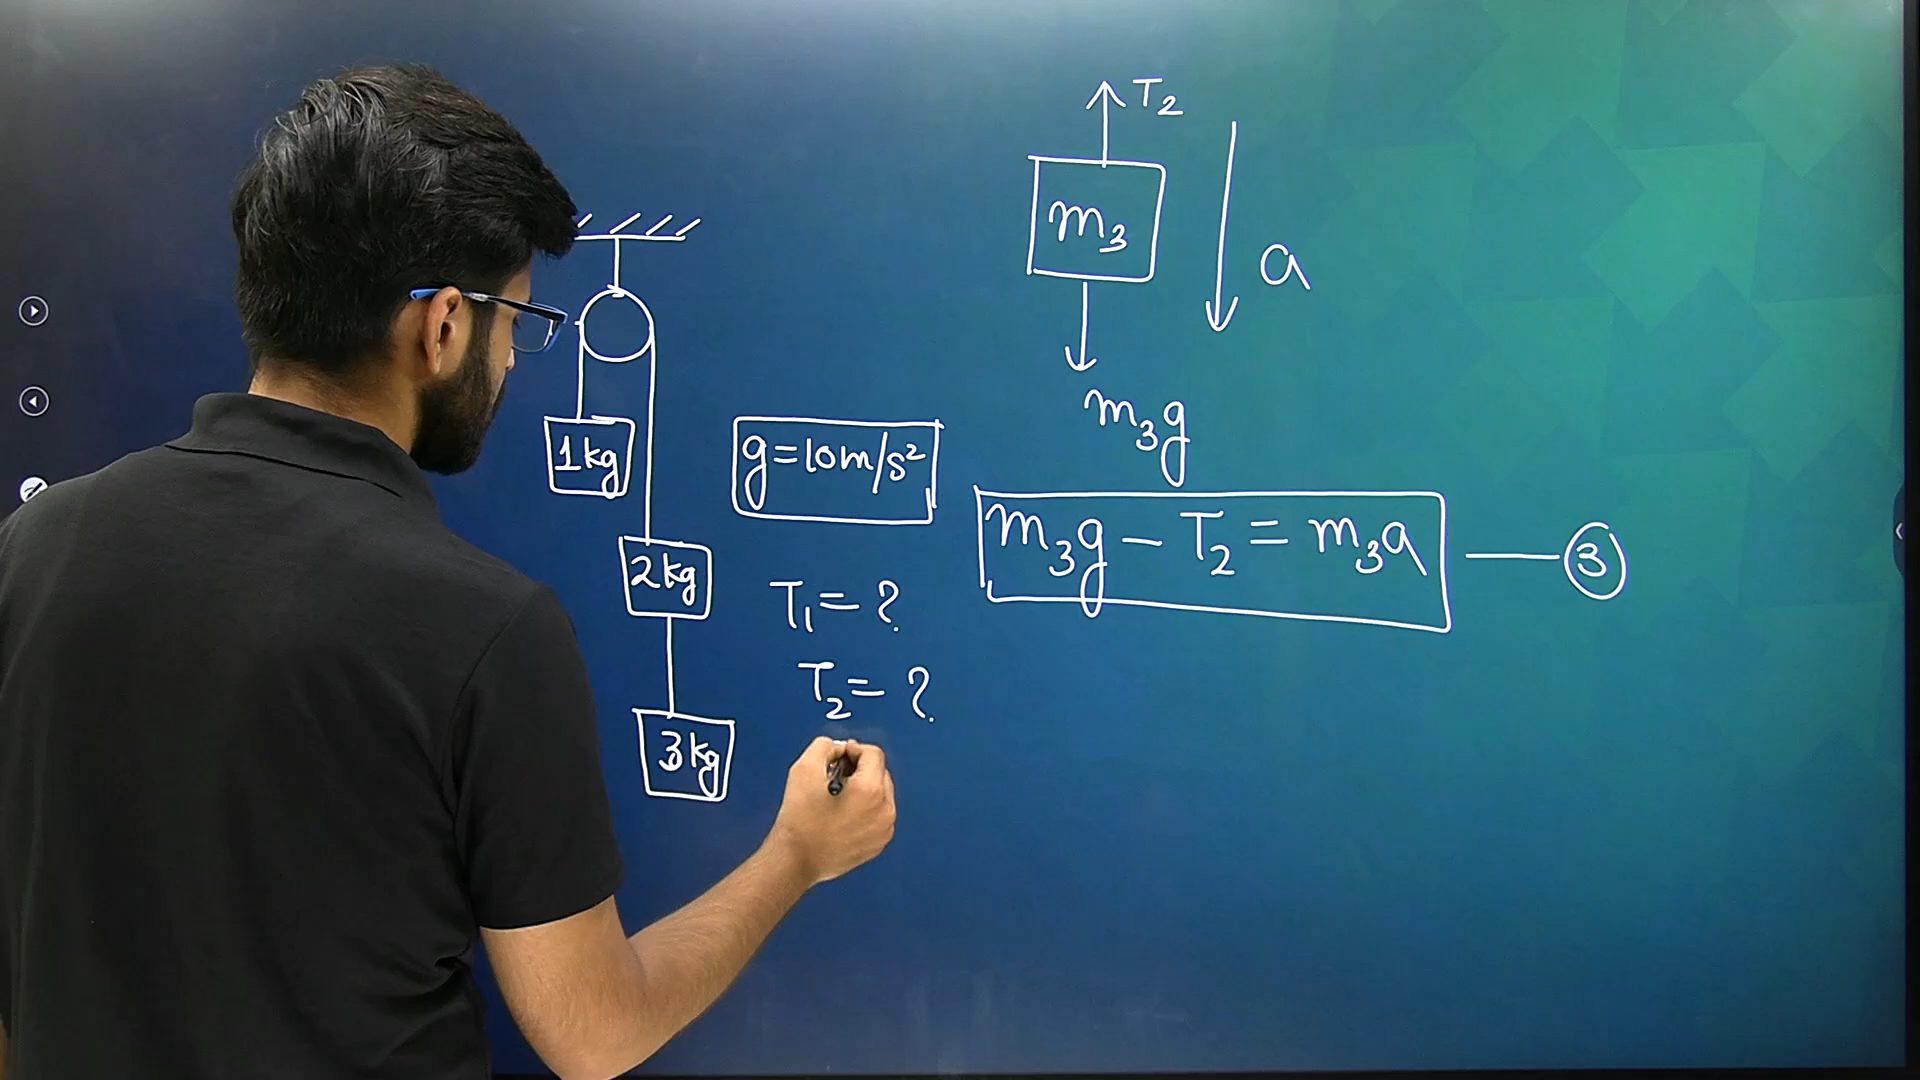 1kg
2kg
3kg
g=10m/s²
T₁ = ?
T₂ = ?
T₂
m₃
a
m₃g
m₃g – T₂ = m₃a — ③